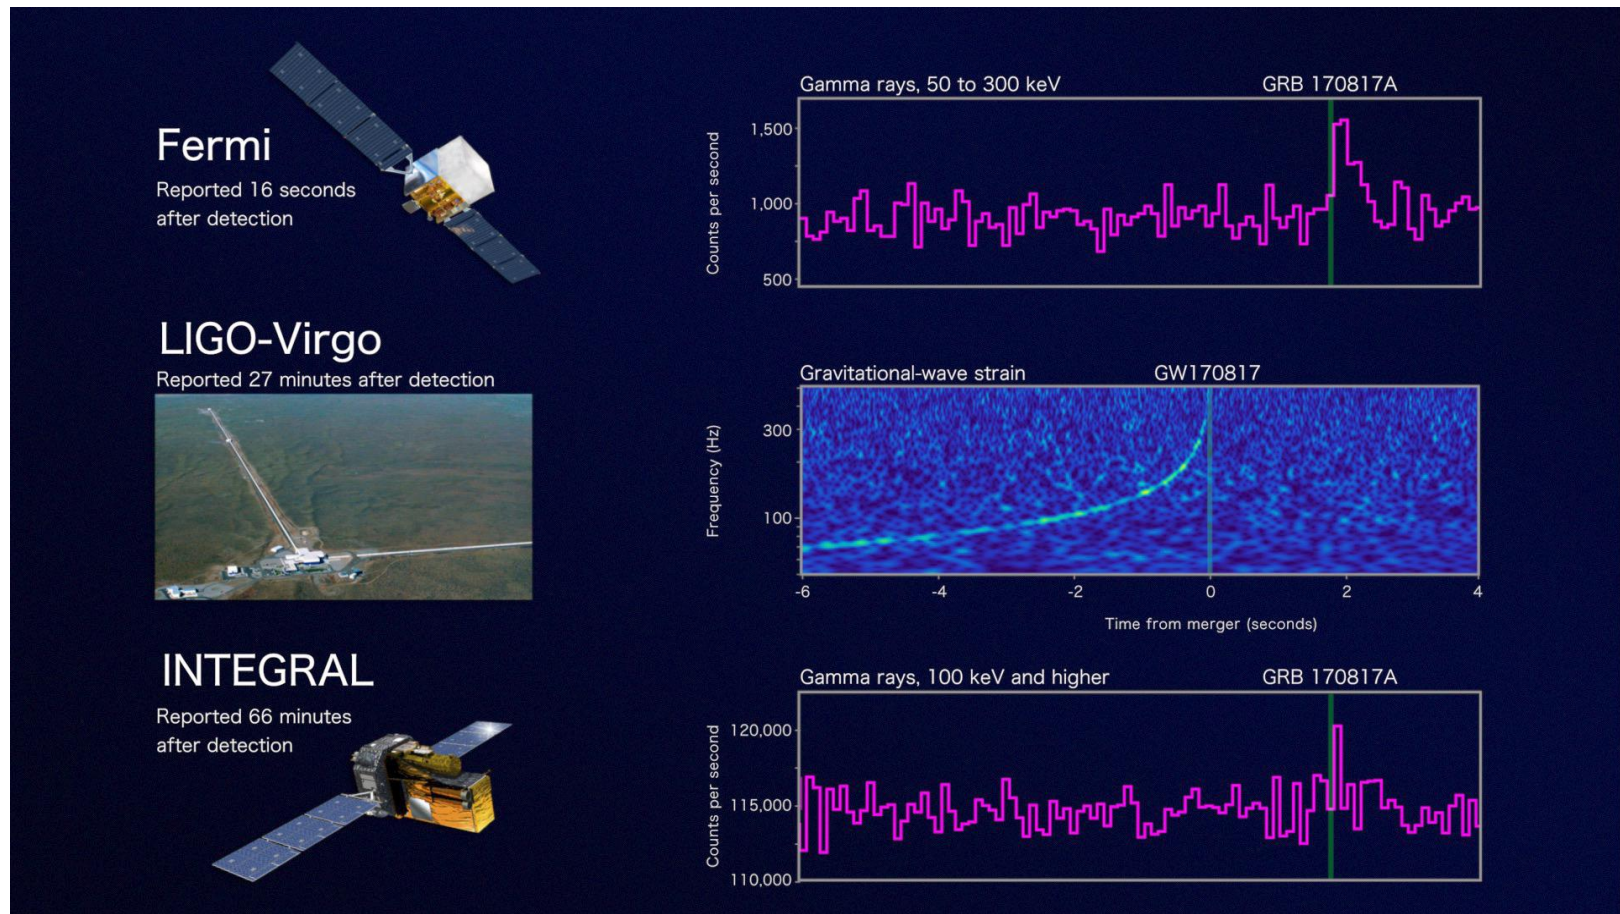 Fermi
Reported 16 seconds
after detection
Gamma rays, 50 to 300 keV
GRB 170817A
Counts per second
1,500
1,000
500
LIGO-Virgo
Reported 27 minutes after detection
Gravitational-wave strain
GW170817
Frequency (Hz)
300
100
-6
-4
-2
0
2
4
Time from merger (seconds)
INTEGRAL
Reported 66 minutes
after detection
Gamma rays, 100 keV and higher
GRB 170817A
Counts per second
120,000
115,000
110,000